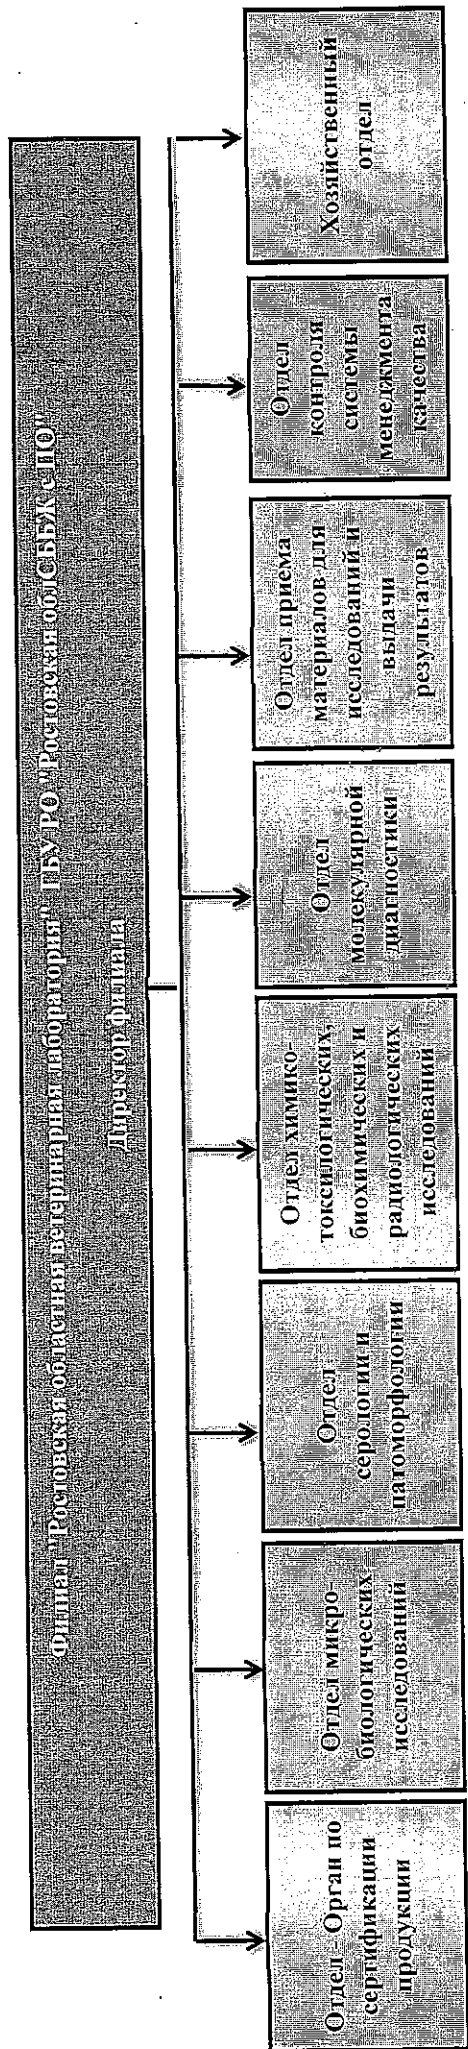 Филиал "Ростовская областная ветеринарная лаборатория" ГБУ РО "Ростовская облСББЖ с ПО"
Директор филиала
Отдел - Орган по
сертификации
продукции
Отдел микро-
биологических
исследований
Отдел
серологии и
патоморфологии
Отдел химико-
токсилогических,
биохимических и
радиологических
исследований
Отдел
молекулярной
диагностики
Отдел приема
материалов для
исследований и
выдачи
результатов
Отдел
контроля
системы
менеджмента
качества
Хозяйственный
отдел